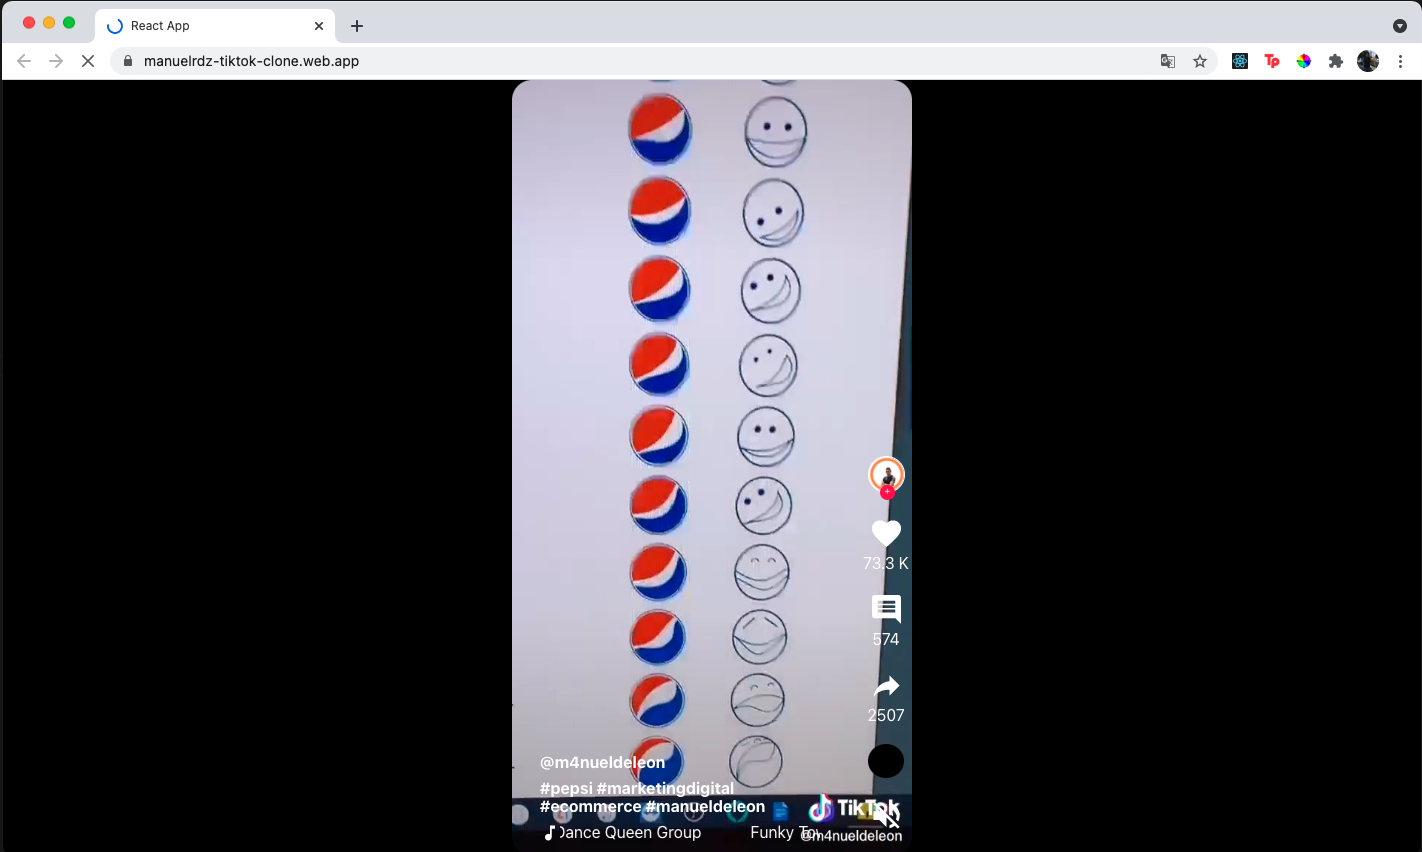 React App
manuelrdz-tiktok-clone.web.app
Tp
73.3 K
574
2507
@m4nueldeleon
#pepsi #marketingdigital
#ecommerce #manueldeleon
Dance Queen Group Funky
TikTok
@m4nueldeleon